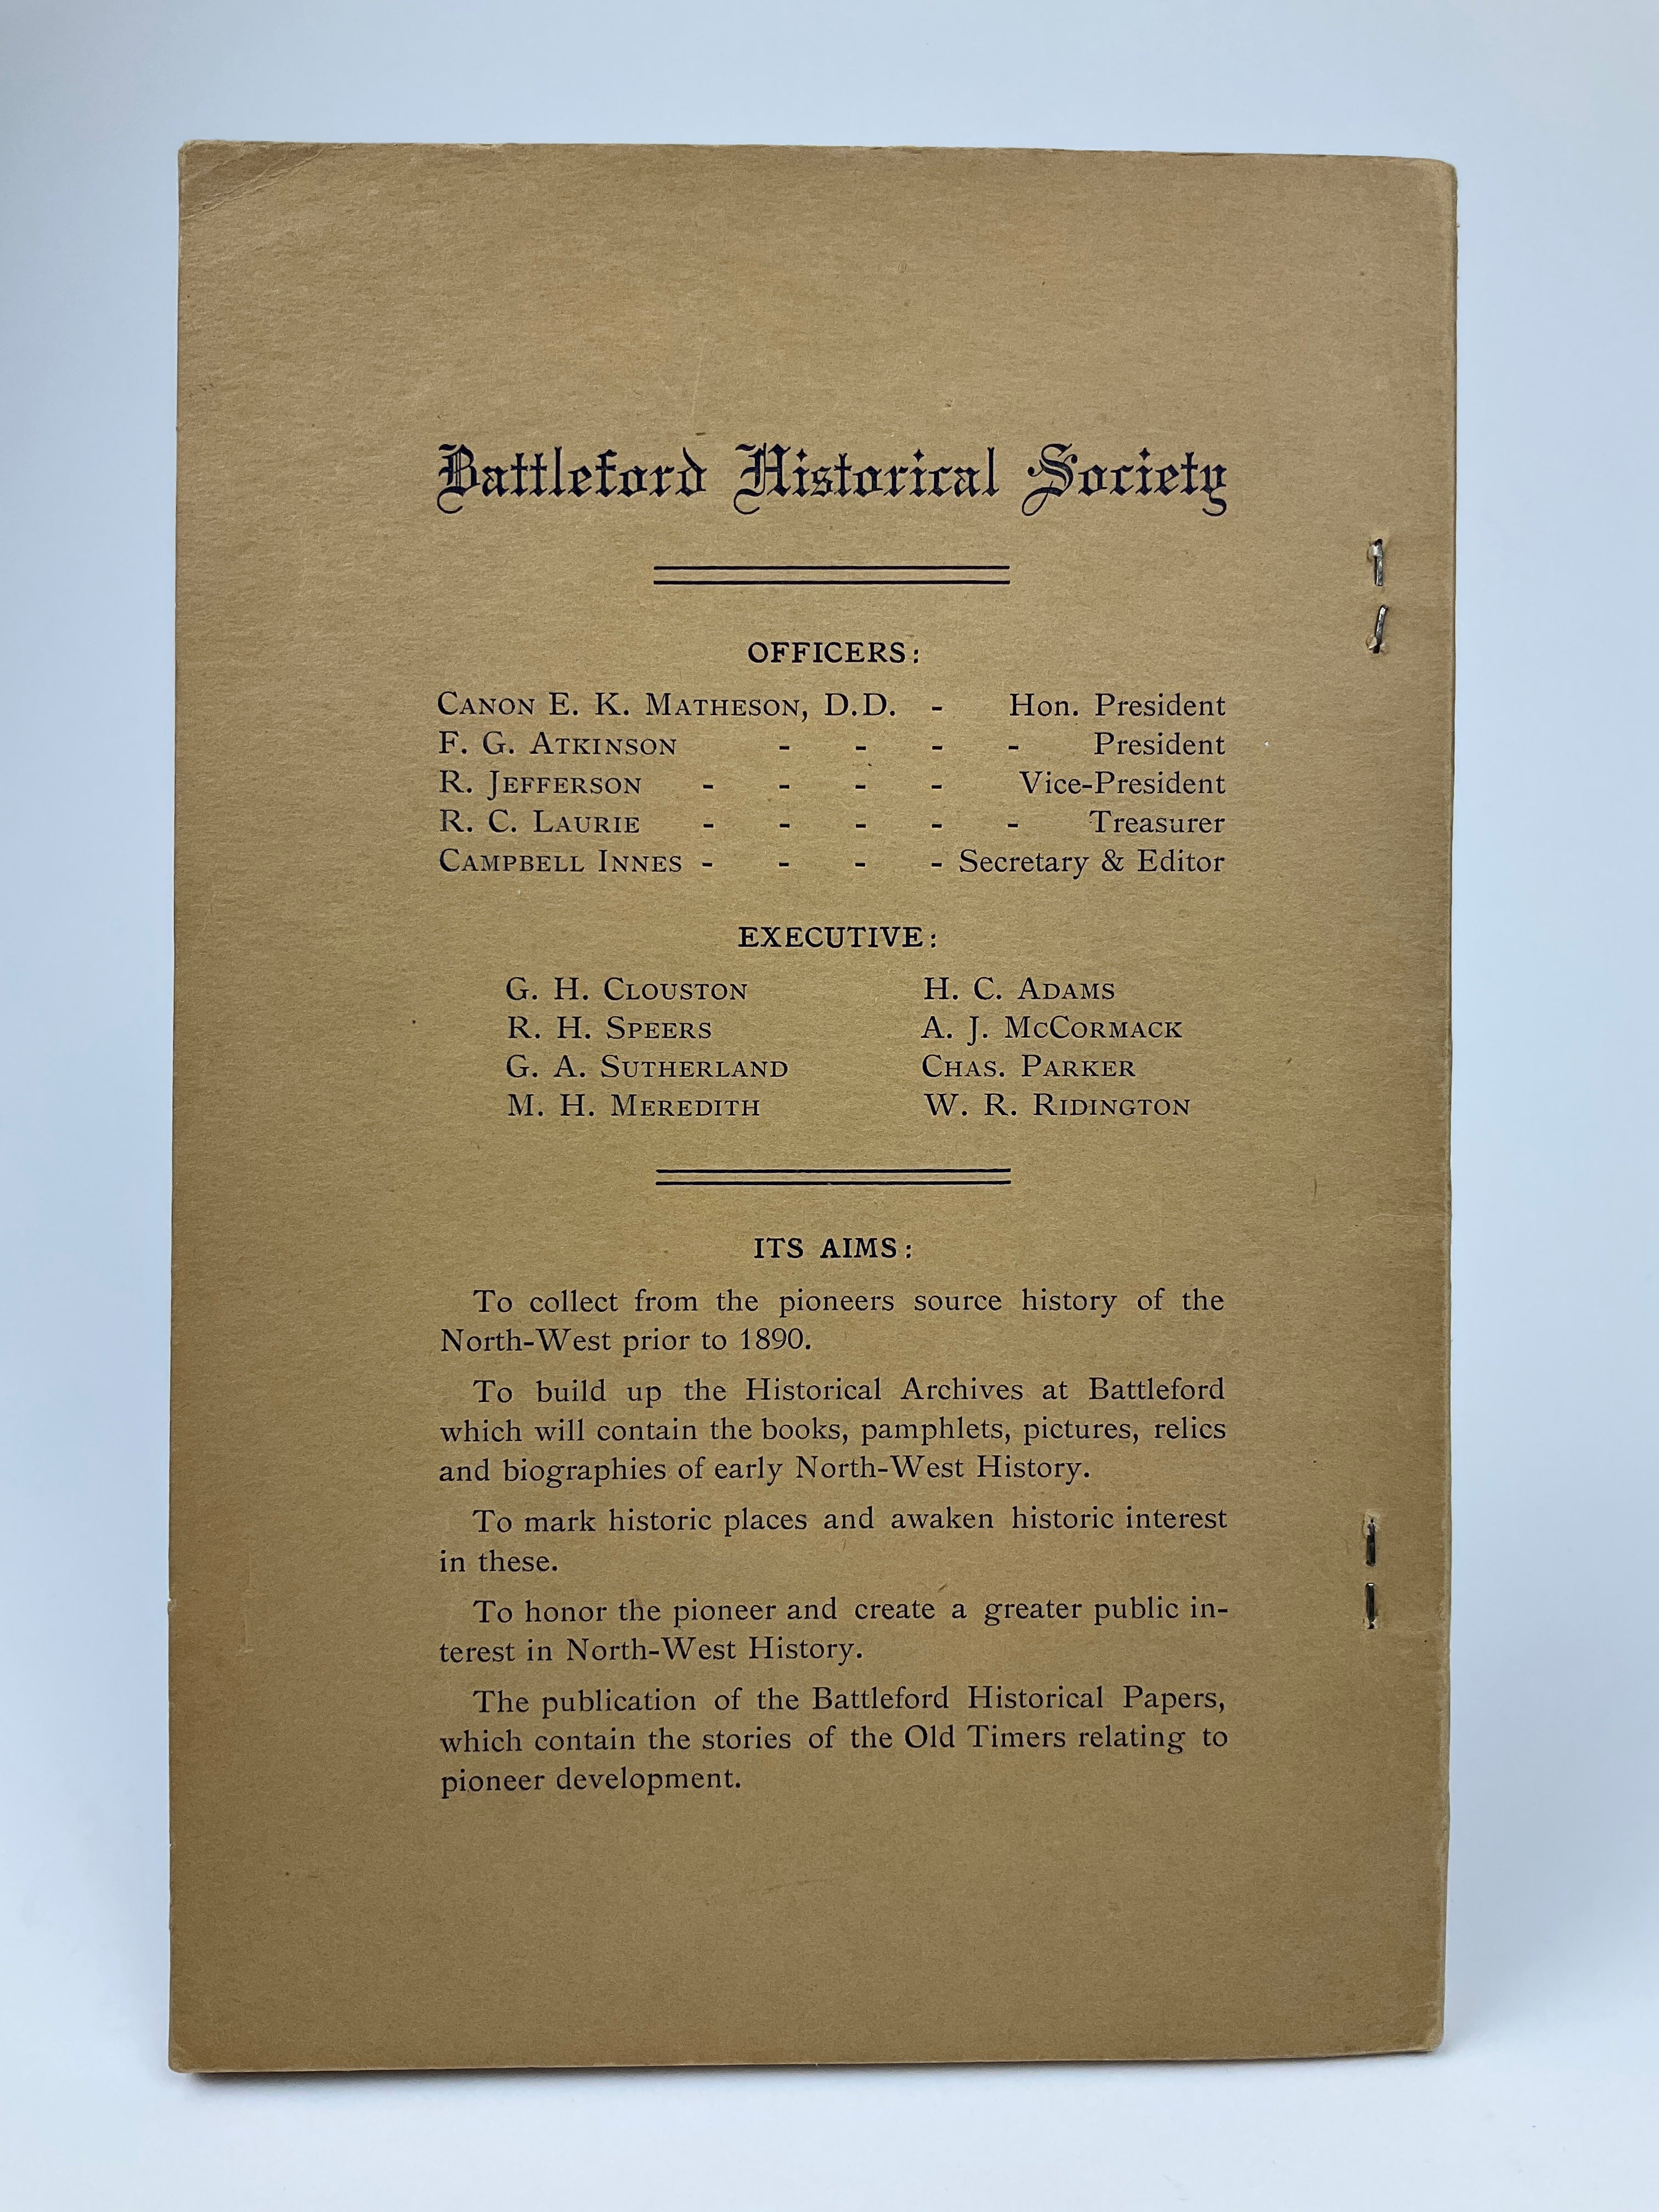 Battleford Historical Society
OFFICERS:
CANON E. K. MATHESON, D.D. - Hon. President
F. G. ATKINSON - - - - President
R. JEFFERSON - - - - Vice-President
R. C. LAURIE - - - - - Treasurer
CAMPBELL INNES - - - - Secretary & Editor
EXECUTIVE:
G. H. CLOUSTON H. C. ADAMS
R. H. SPEERS A. J. McCORMACK
G. A. SUTHERLAND CHAS. PARKER
M. H. MEREDITH W. R. RIDINGTON
ITS AIMS:
To collect from the pioneers source history of the
North-West prior to 1890.
To build up the Historical Archives at Battleford
which will contain the books, pamphlets, pictures, relics
and biographies of early North-West History.
To mark historic places and awaken historic interest
in these.
To honor the pioneer and create a greater public in-
terest in North-West History.
The publication of the Battleford Historical Papers,
which contain the stories of the Old Timers relating to
pioneer development.